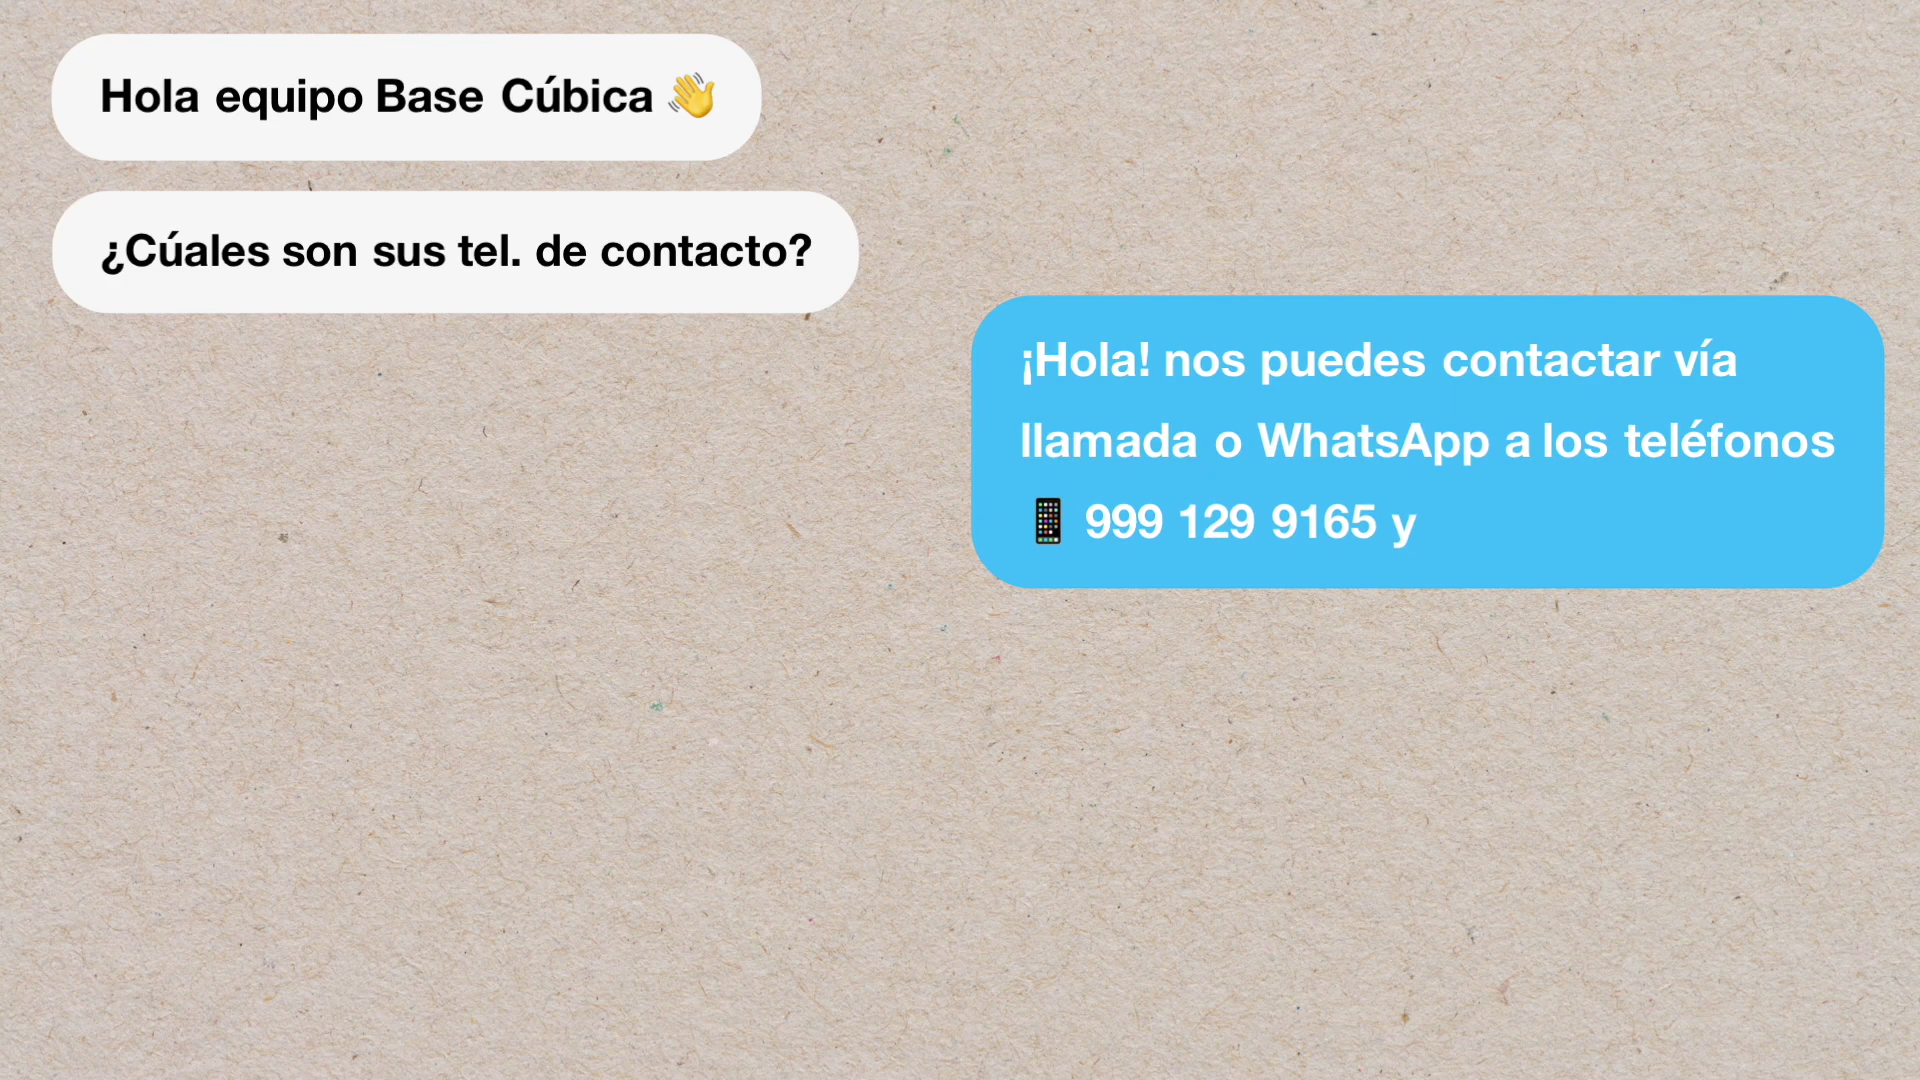 Hola equipo Base Cúbica 👋
¿Cúales son sus tel. de contacto?
¡Hola! nos puedes contactar vía
llamada o WhatsApp a los teléfonos
📱 999 129 9165 y